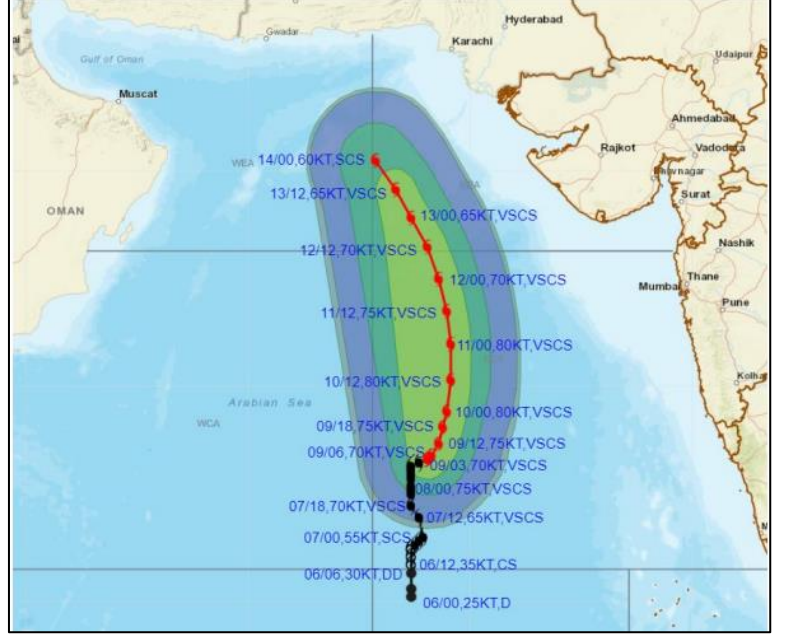 Hyderabad
Gwadar
Karachi
Gulf of Oman
Udaipur
Muscat
Ahmedabad
Rajkot
Vadodara
14/00,60KT,SCS
WEA
Surat
13/12,65KT,VSCS
OMAN
13/00,65KT,VSCS
12/12,70KT,VSCS
Nashik
12/00,70KT,VSCS
Thane
Mumbai
Pune
11/12,75KT,VSCS
11/00,80KT,VSCS
Kolha
10/12,80KT,VSCS
Arabian Sea
10/00,80KT,VSCS
WCA
09/18,75KT,VSCS
09/12,75KT,VSCS
09/06,70KT,VSCS
09/03,70KT,VSCS
08/00,75KT,VSCS
07/18,70KT,VSCS
07/12,65KT,VSCS
07/00,55KT,SCS
06/12,35KT,CS
06/06,30KT,DD
06/00,25KT,D